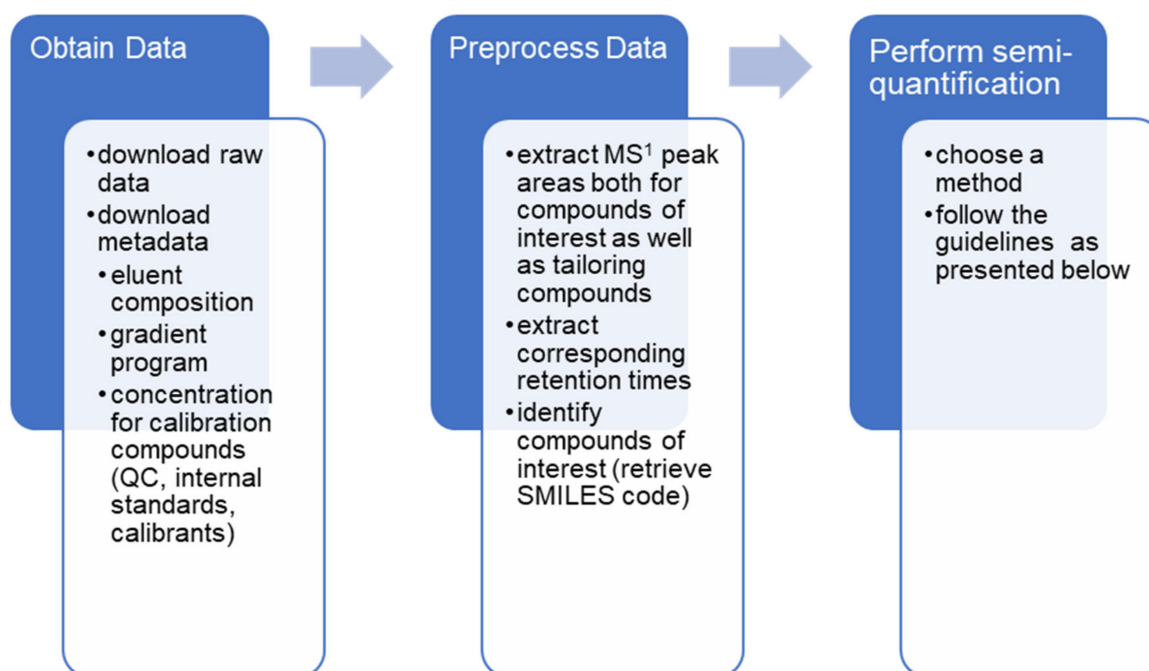 Obtain Data
•download raw
data
•download
metadata
•eluent
composition
•gradient
program
•concentration
for calibration
compounds
(QC, internal
standards,
calibrants)
Preprocess Data
•extract MS¹ peak
areas both for
compounds of
interest as well
as tailoring
compounds
•extract
corresponding
retention times
•identify
compounds of
interest (retrieve
SMILES code)
Perform semi-
quantification
•choose a
method
•follow the
guidelines as
presented below